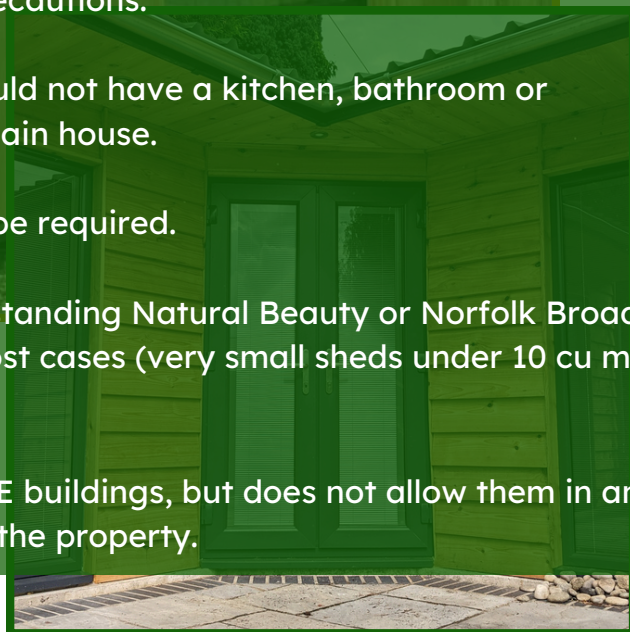 ecautions.
uld not have a kitchen, bathroom or
ain house.
be required.
tanding Natural Beauty or Norfolk Broad
ost cases (very small sheds under 10 cu m
E buildings, but does not allow them in an
the property.